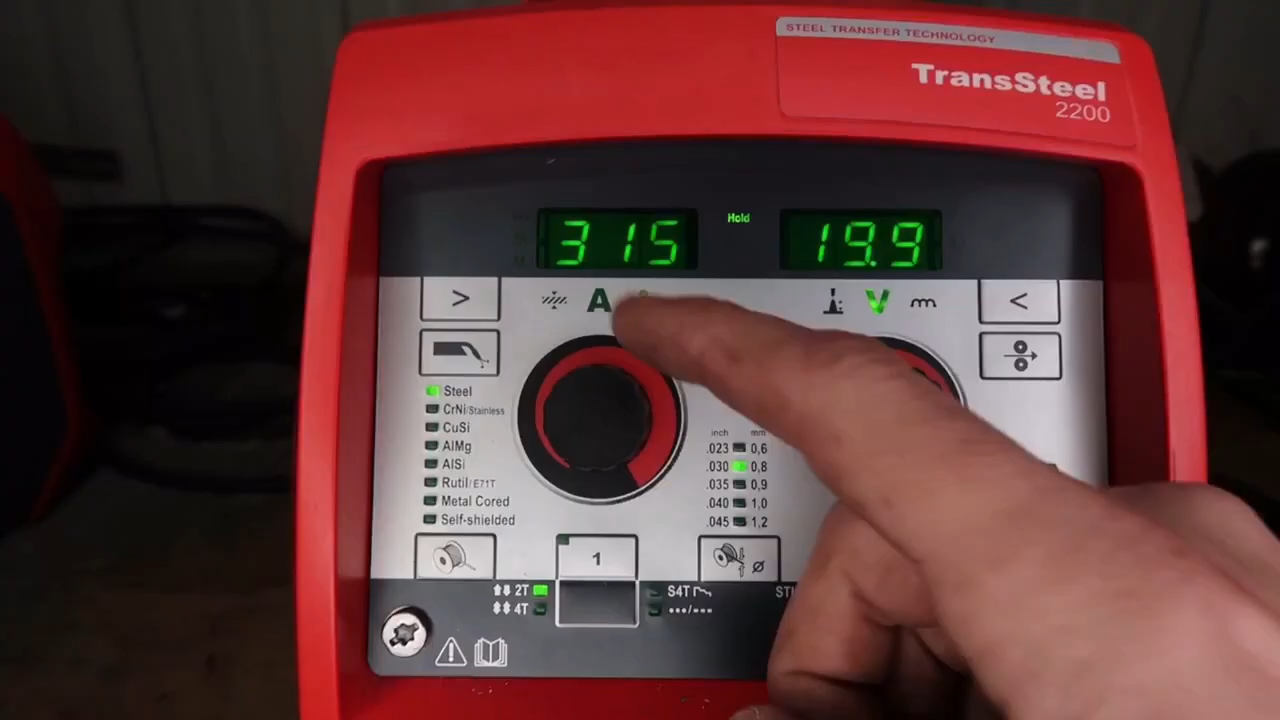 STEEL TRANSFER TECHNOLOGY
TransSteel
2200
315
Hold
19.9
>
A
V
<
Steel
CrNi/Stainless
CuSi
AlMg
AlSi
Rutil/E71T
Metal Cored
Self-shielded
inch mm
.023 0,6
.030 0,8
.035 0,9
.040 1,0
.045 1,2
1
Ø
2T
4T
S4T